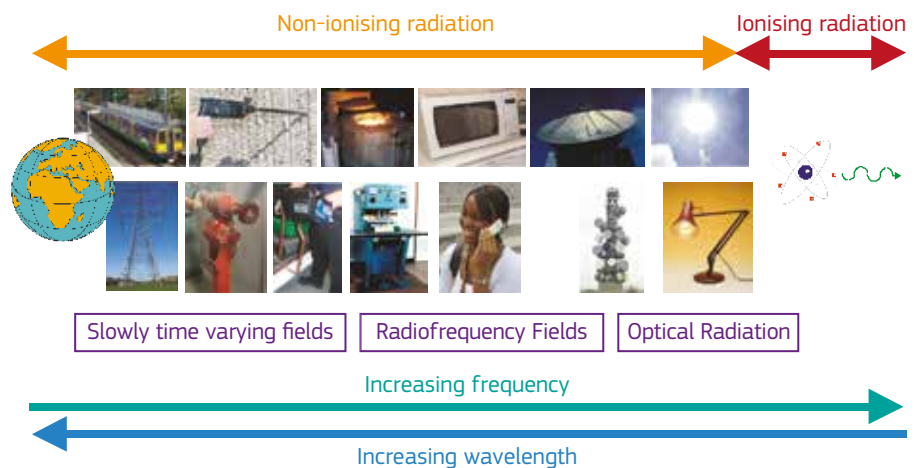 Non-ionising radiation
Ionising radiation
Slowly time varying fields
Radiofrequency Fields
Optical Radiation
Increasing frequency
Increasing wavelength